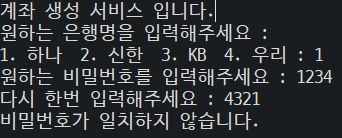 계좌 생성 서비스 입니다.
원하는 은행명을 입력해주세요 :
1. 하나  2. 신한  3. KB  4. 우리 : 1
원하는 비밀번호를 입력해주세요 : 1234
다시 한번 입력해주세요 : 4321
비밀번호가 일치하지 않습니다.